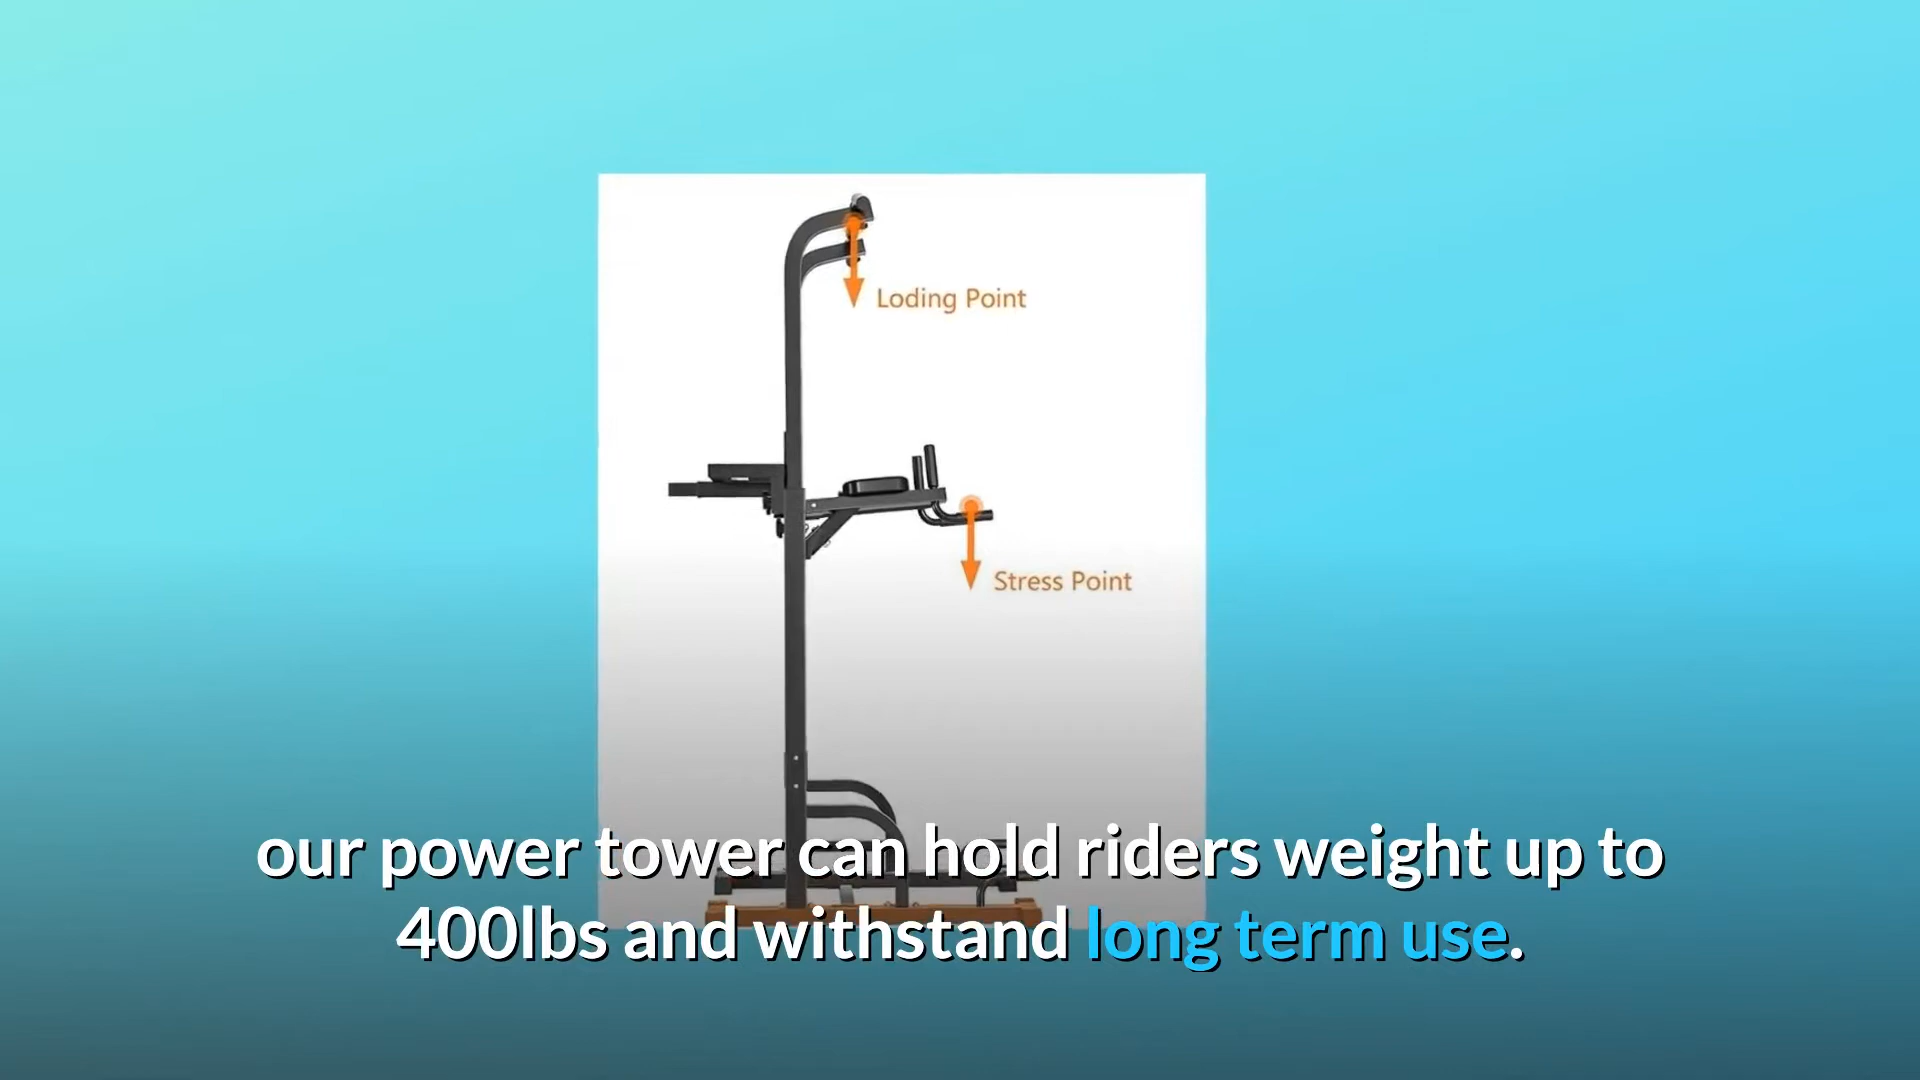 Loding Point
Stress Point
our power tower can hold riders weight up to
400lbs and withstand long term use.